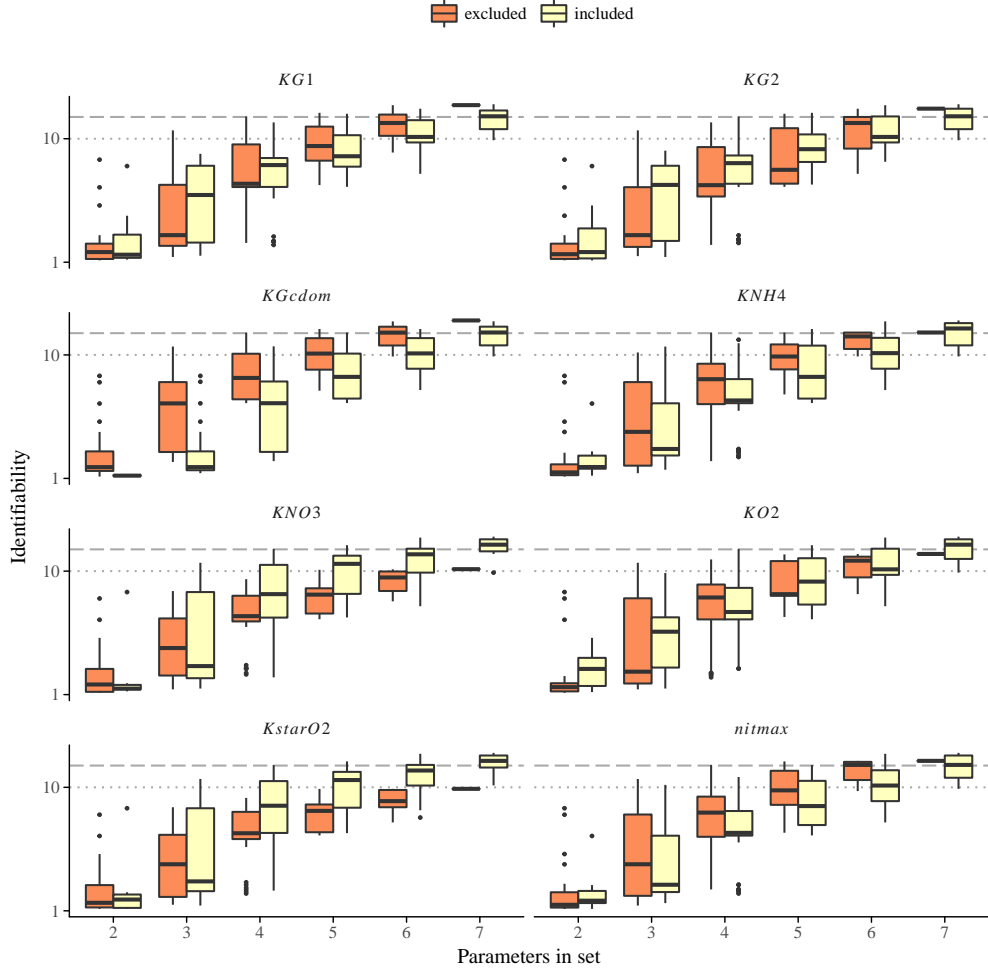 excluded included
KG1 KG2
10
1
KGcdom KNH4
10
1
Identifiability
KNO3 KO2
10
1
KstarO2 nitmax
10
1
2 3 4 5 6 7 2 3 4 5 6 7
Parameters in set